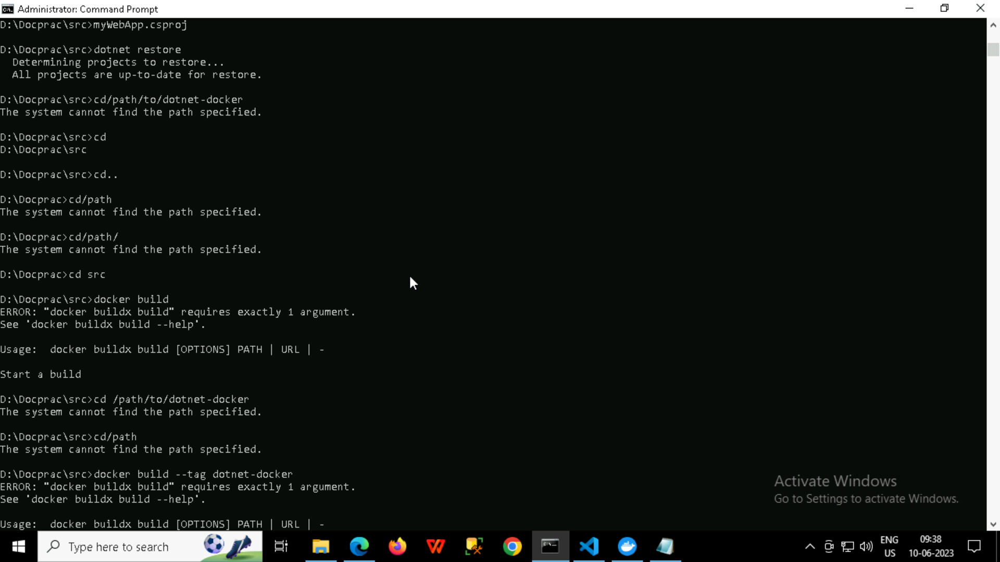 Administrator: Command Prompt
D:\Docprac\src>myWebApp.csproj
D:\Docprac\src>dotnet restore
  Determining projects to restore...
  All projects are up-to-date for restore.
D:\Docprac\src>cd/path/to/dotnet-docker
The system cannot find the path specified.
D:\Docprac\src>cd
D:\Docprac\src
D:\Docprac\src>cd..
D:\Docprac>cd/path
The system cannot find the path specified.
D:\Docprac>cd/path/
The system cannot find the path specified.
D:\Docprac>cd src
D:\Docprac\src>docker build
ERROR: "docker buildx build" requires exactly 1 argument.
See 'docker buildx build --help'.
Usage:  docker buildx build [OPTIONS] PATH | URL | -
Start a build
D:\Docprac\src>cd /path/to/dotnet-docker
The system cannot find the path specified.
D:\Docprac\src>cd/path
The system cannot find the path specified.
D:\Docprac\src>docker build --tag dotnet-docker
ERROR: "docker buildx build" requires exactly 1 argument.
See 'docker buildx build --help'.
Usage:  docker buildx build [OPTIONS] PATH | URL | -
Activate Windows
Go to Settings to activate Windows.
Type here to search
ENG
US
09:38
10-06-2023